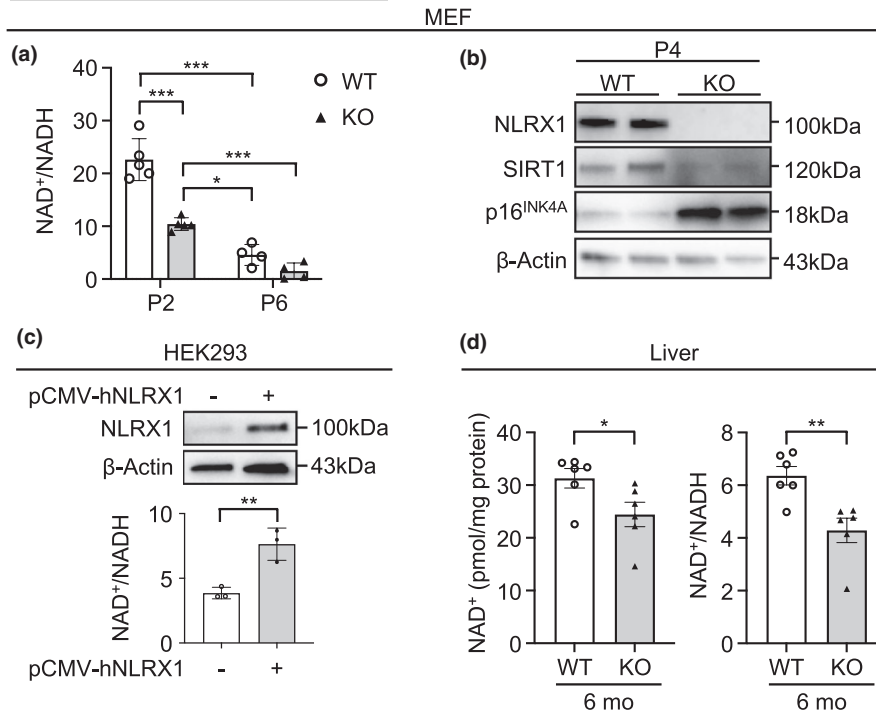 MEF
(a)
NAD⁺/NADH
40
30
20
10
0
***
***
***
*
WT
KO
P2 P6
(b)
P4
WT KO
NLRX1 100kDa
SIRT1 120kDa
p16ᴵᴺᴷ⁴ᴬ 18kDa
β-Actin 43kDa
(c)
HEK293
pCMV-hNLRX1 - +
NLRX1 100kDa
β-Actin 43kDa
NAD⁺/NADH
10
5
0
**
pCMV-hNLRX1 - +
(d)
Liver
NAD⁺ (pmol/mg protein)
40
30
20
10
0
*
WT KO
6 mo
NAD⁺/NADH
8
6
4
2
0
**
WT KO
6 mo